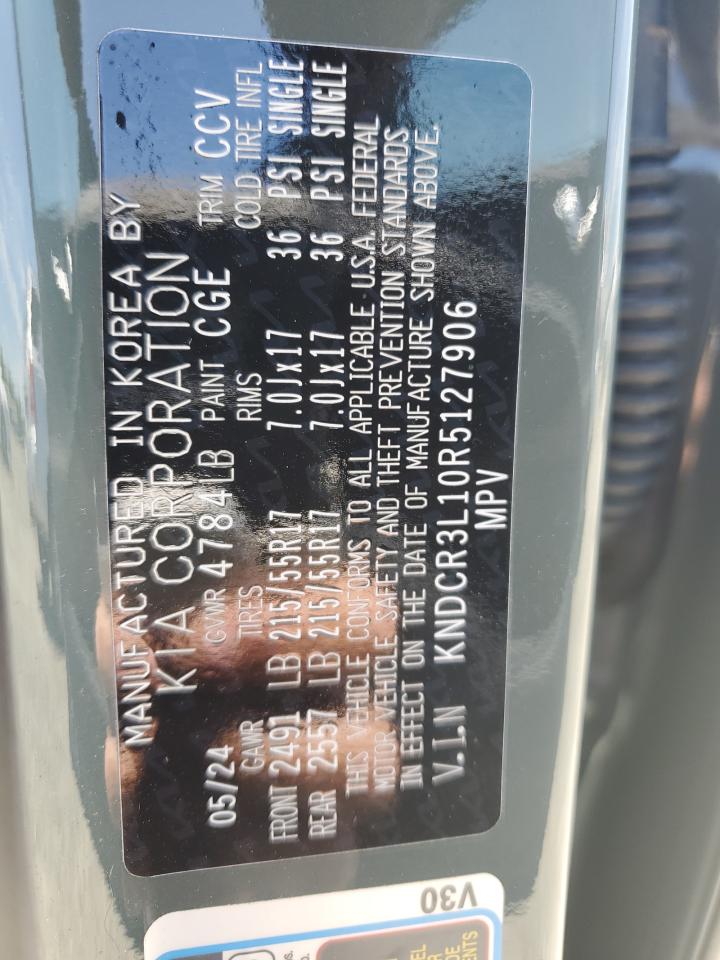 MANUFACTURED IN KOREA BY
KIA CORPORATION
05/24 GVWR 4784 LB PAINT CGE TRIM CCV
GAWR TIRES RIMS COLD TIRE INFL
FRONT 2491 LB 215/55R17 7.0Jx17 36 PSI SINGLE
REAR 2557 LB 215/55R17 7.0Jx17 36 PSI SINGLE
THIS VEHICLE CONFORMS TO ALL APPLICABLE U.S.A. FEDERAL
MOTOR VEHICLE SAFETY AND THEFT PREVENTION STANDARDS
IN EFFECT ON THE DATE OF MANUFACTURE SHOWN ABOVE.
V.I.N KNDCR3L10R5127906
MPV
V30